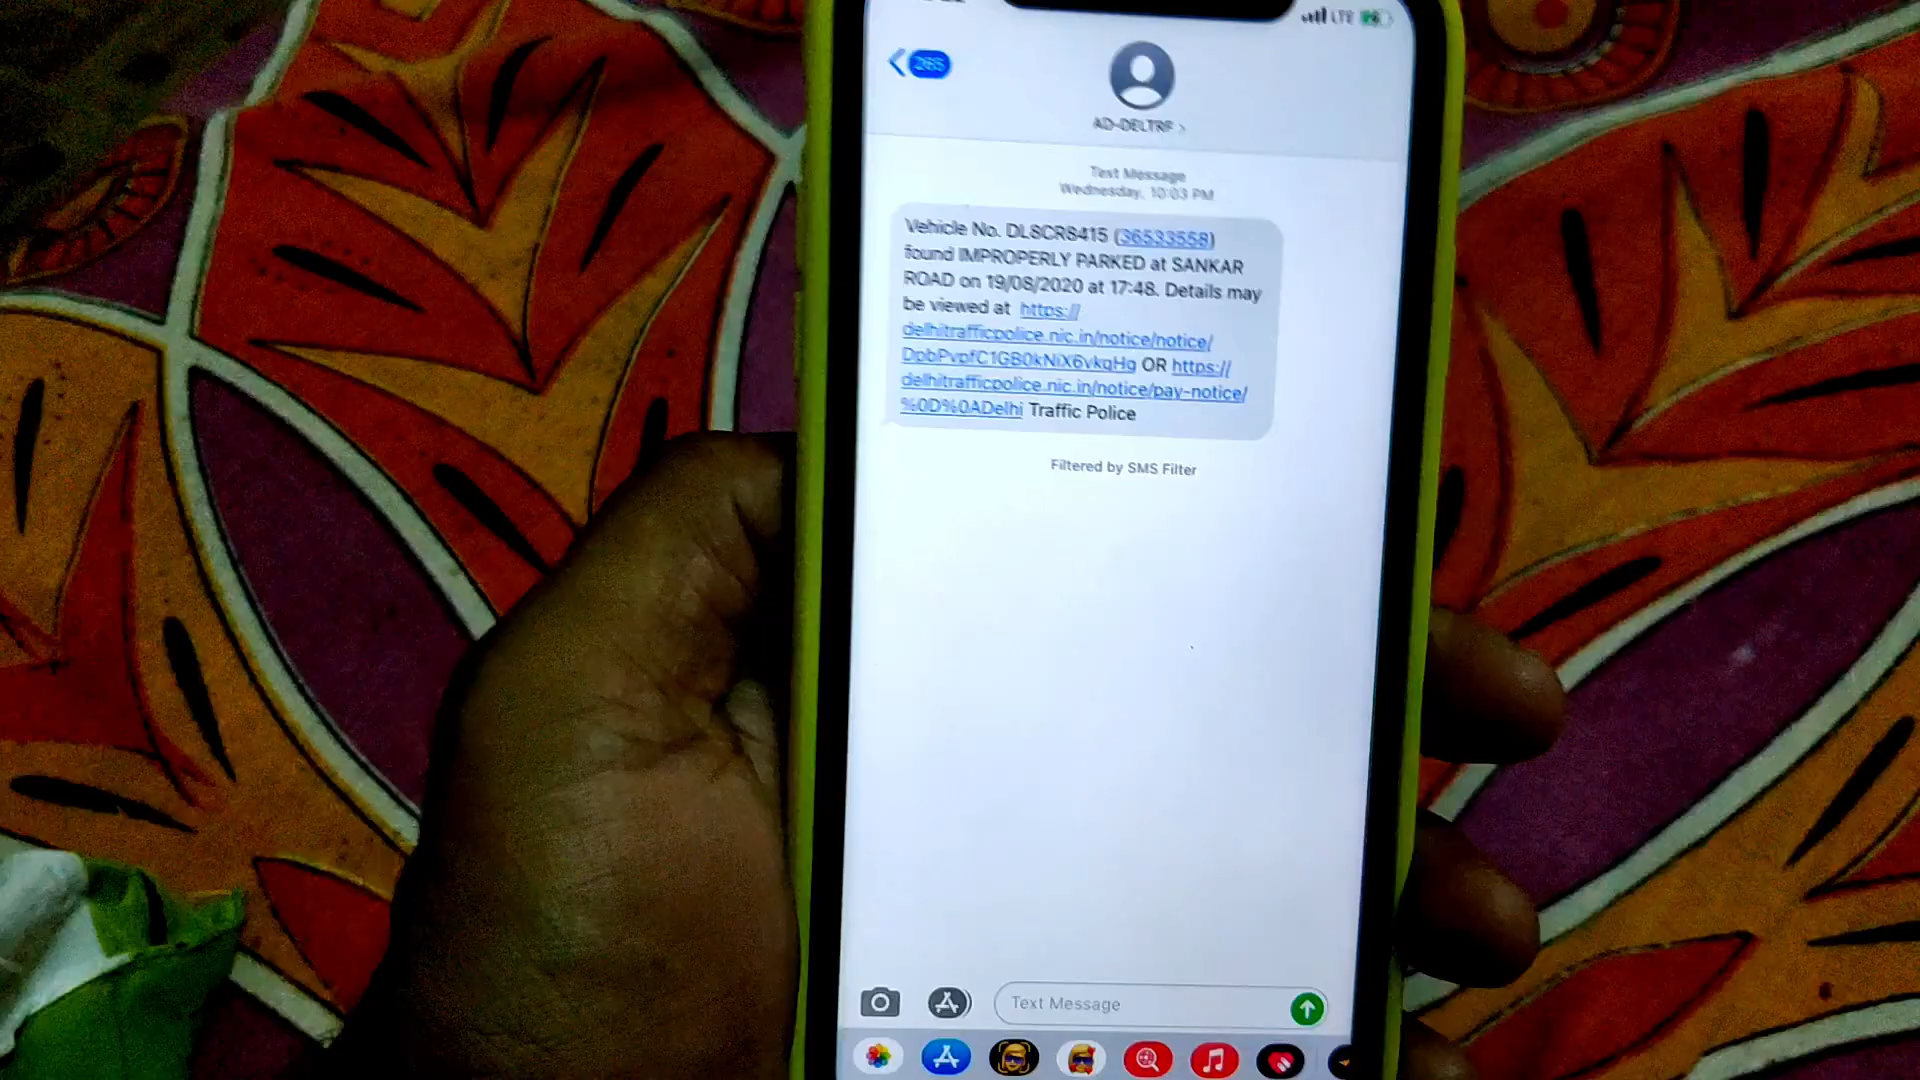 LTE
265
AD-DELTRF >
Text Message
Wednesday, 10:03 PM
Vehicle No. DL8CR8415 (36533558)
found IMPROPERLY PARKED at SANKAR
ROAD on 19/08/2020 at 17:48. Details may
be viewed at https://
delhitrafficpolice.nic.in/notice/notice/
DpbPvpfC1GB0kNiX6vkqHg OR https://
delhitrafficpolice.nic.in/notice/pay-notice/
%0D%0ADelhi Traffic Police
Filtered by SMS Filter
Text Message